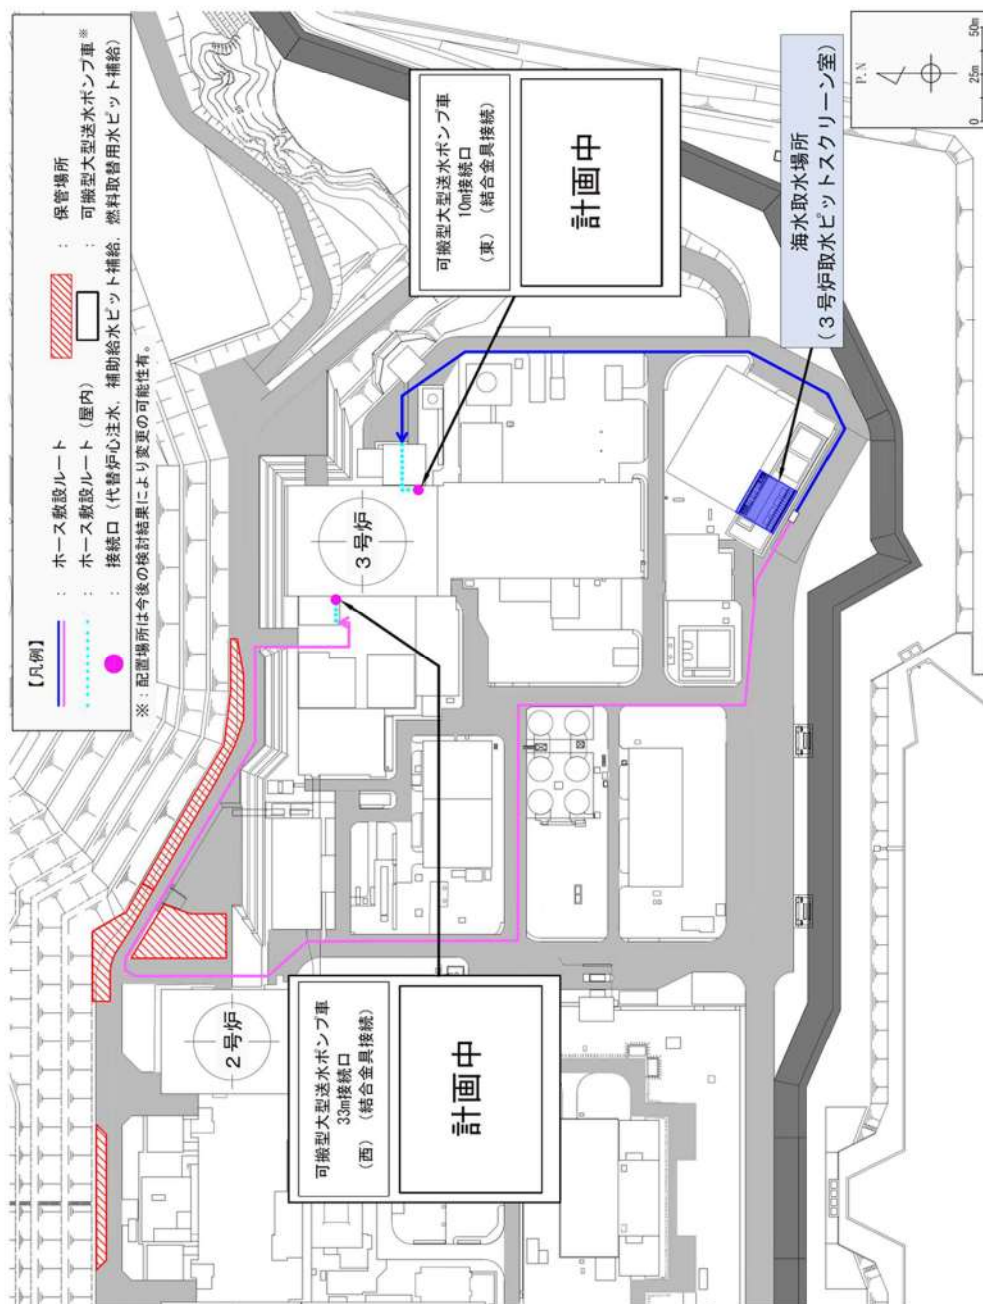 【凡例】
： ホース敷設ルート
： 保管場所
： ホース敷設ルート（屋内）
： 可搬型大型送水ポンプ車※
： 接続口（代替炉心注水，補助給水ピット補給，燃料取替用水ピット補給）
※：配置場所は今後の検討結果により変更の可能性有。
可搬型大型送水ポンプ車
33m接続口
（西）（結合金具接続）
計画中
可搬型大型送水ポンプ車
10m接続口
（東）（結合金具接続）
計画中
2号炉
3号炉
海水取水場所
（3号炉取水ピットスクリーン室）
P.N
0 25m 50m